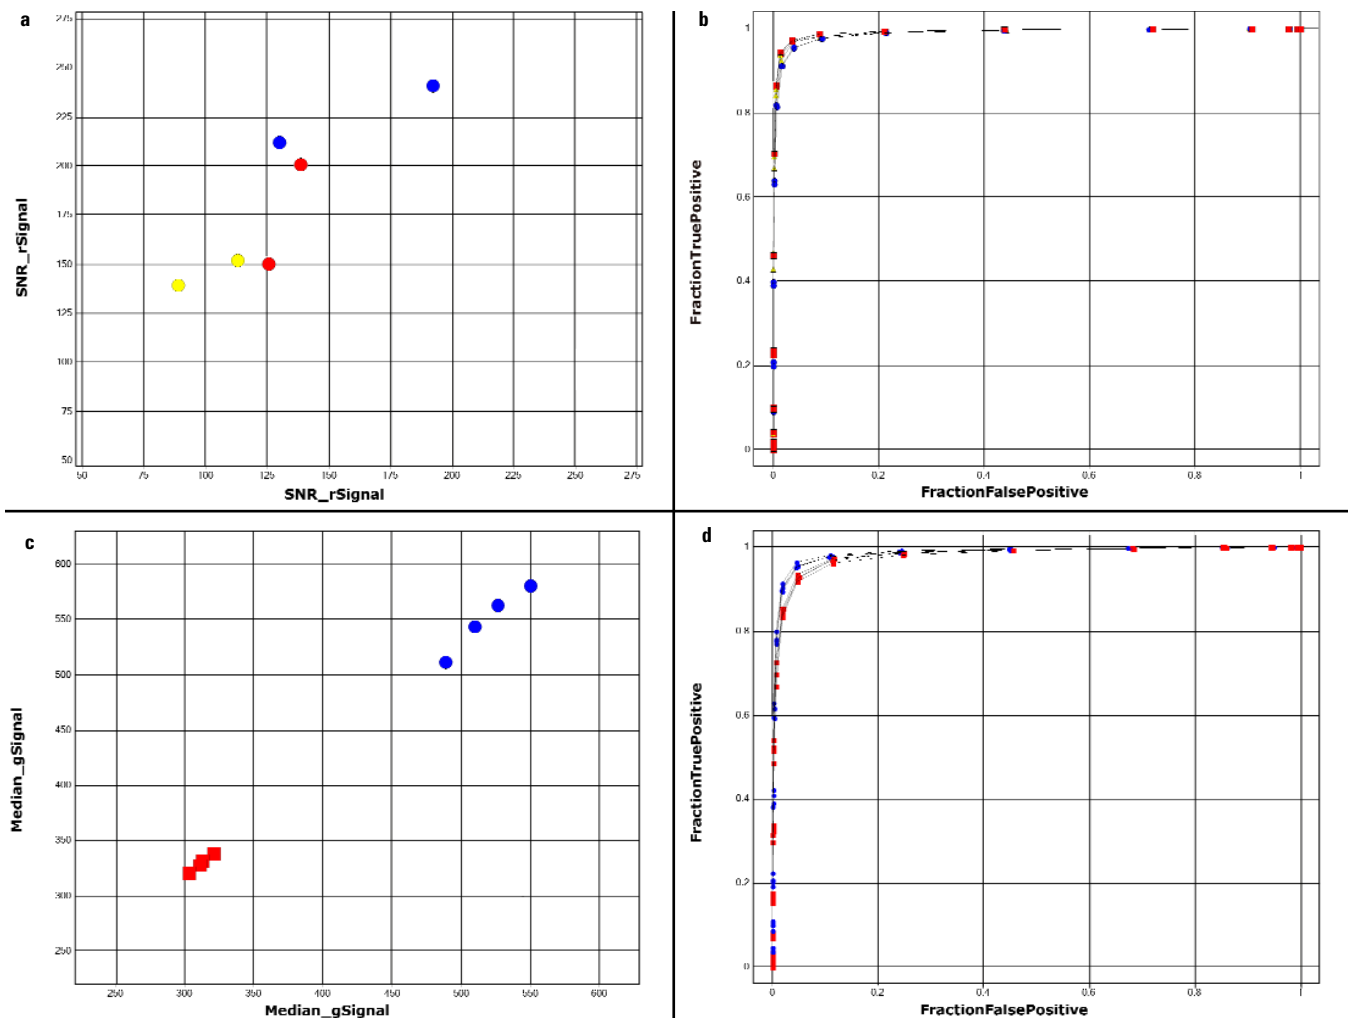 a
275
250
225
200
175
150
125
100
75
50
SNR_rSignal
50 75 100 125 150 175 200 225 250 275
SNR_rSignal
b
1
0.8
0.6
0.4
0.2
0
FractionTruePositive
0 0.2 0.4 0.6 0.8 1
FractionFalsePositive
c
600
550
500
450
400
350
300
250
Median_gSignal
250 300 350 400 450 500 550 600
Median_gSignal
d
1
0.8
0.6
0.4
0.2
0
FractionTruePositive
0 0.2 0.4 0.6 0.8 1
FractionFalsePositive